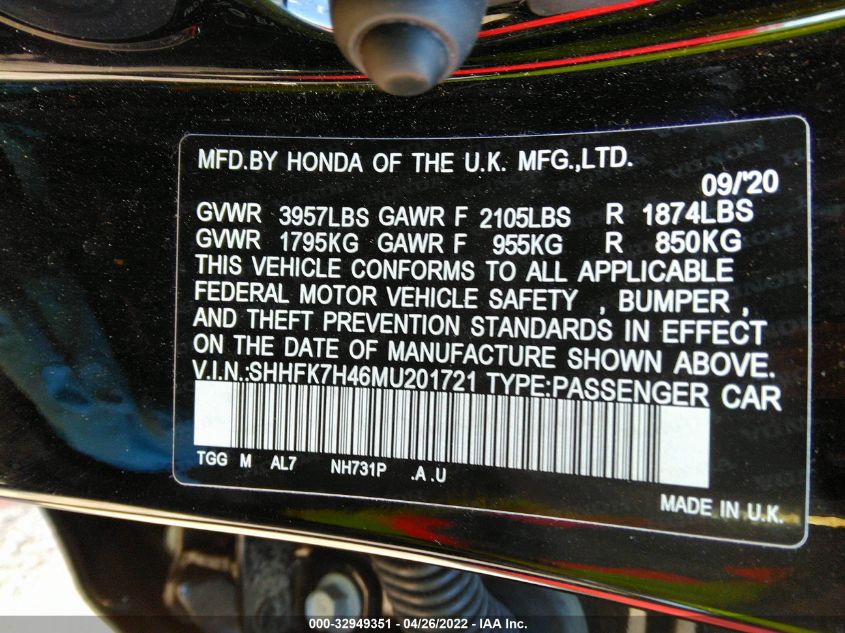 MFD.BY HONDA OF THE U.K. MFG.,LTD.
09/'20
GVWR 3957LBS GAWR F 2105LBS R 1874LBS
GVWR 1795KG GAWR F 955KG R 850KG
THIS VEHICLE CONFORMS TO ALL APPLICABLE
FEDERAL MOTOR VEHICLE SAFETY , BUMPER ,
AND THEFT PREVENTION STANDARDS IN EFFECT
ON THE DATE OF MANUFACTURE SHOWN ABOVE.
V.I.N.:SHHFK7H46MU201721 TYPE:PASSENGER CAR
TGG M AL7 NH731P .A .U
MADE IN U.K.
000-32949351 / 04/26/2022 - IAA Inc.